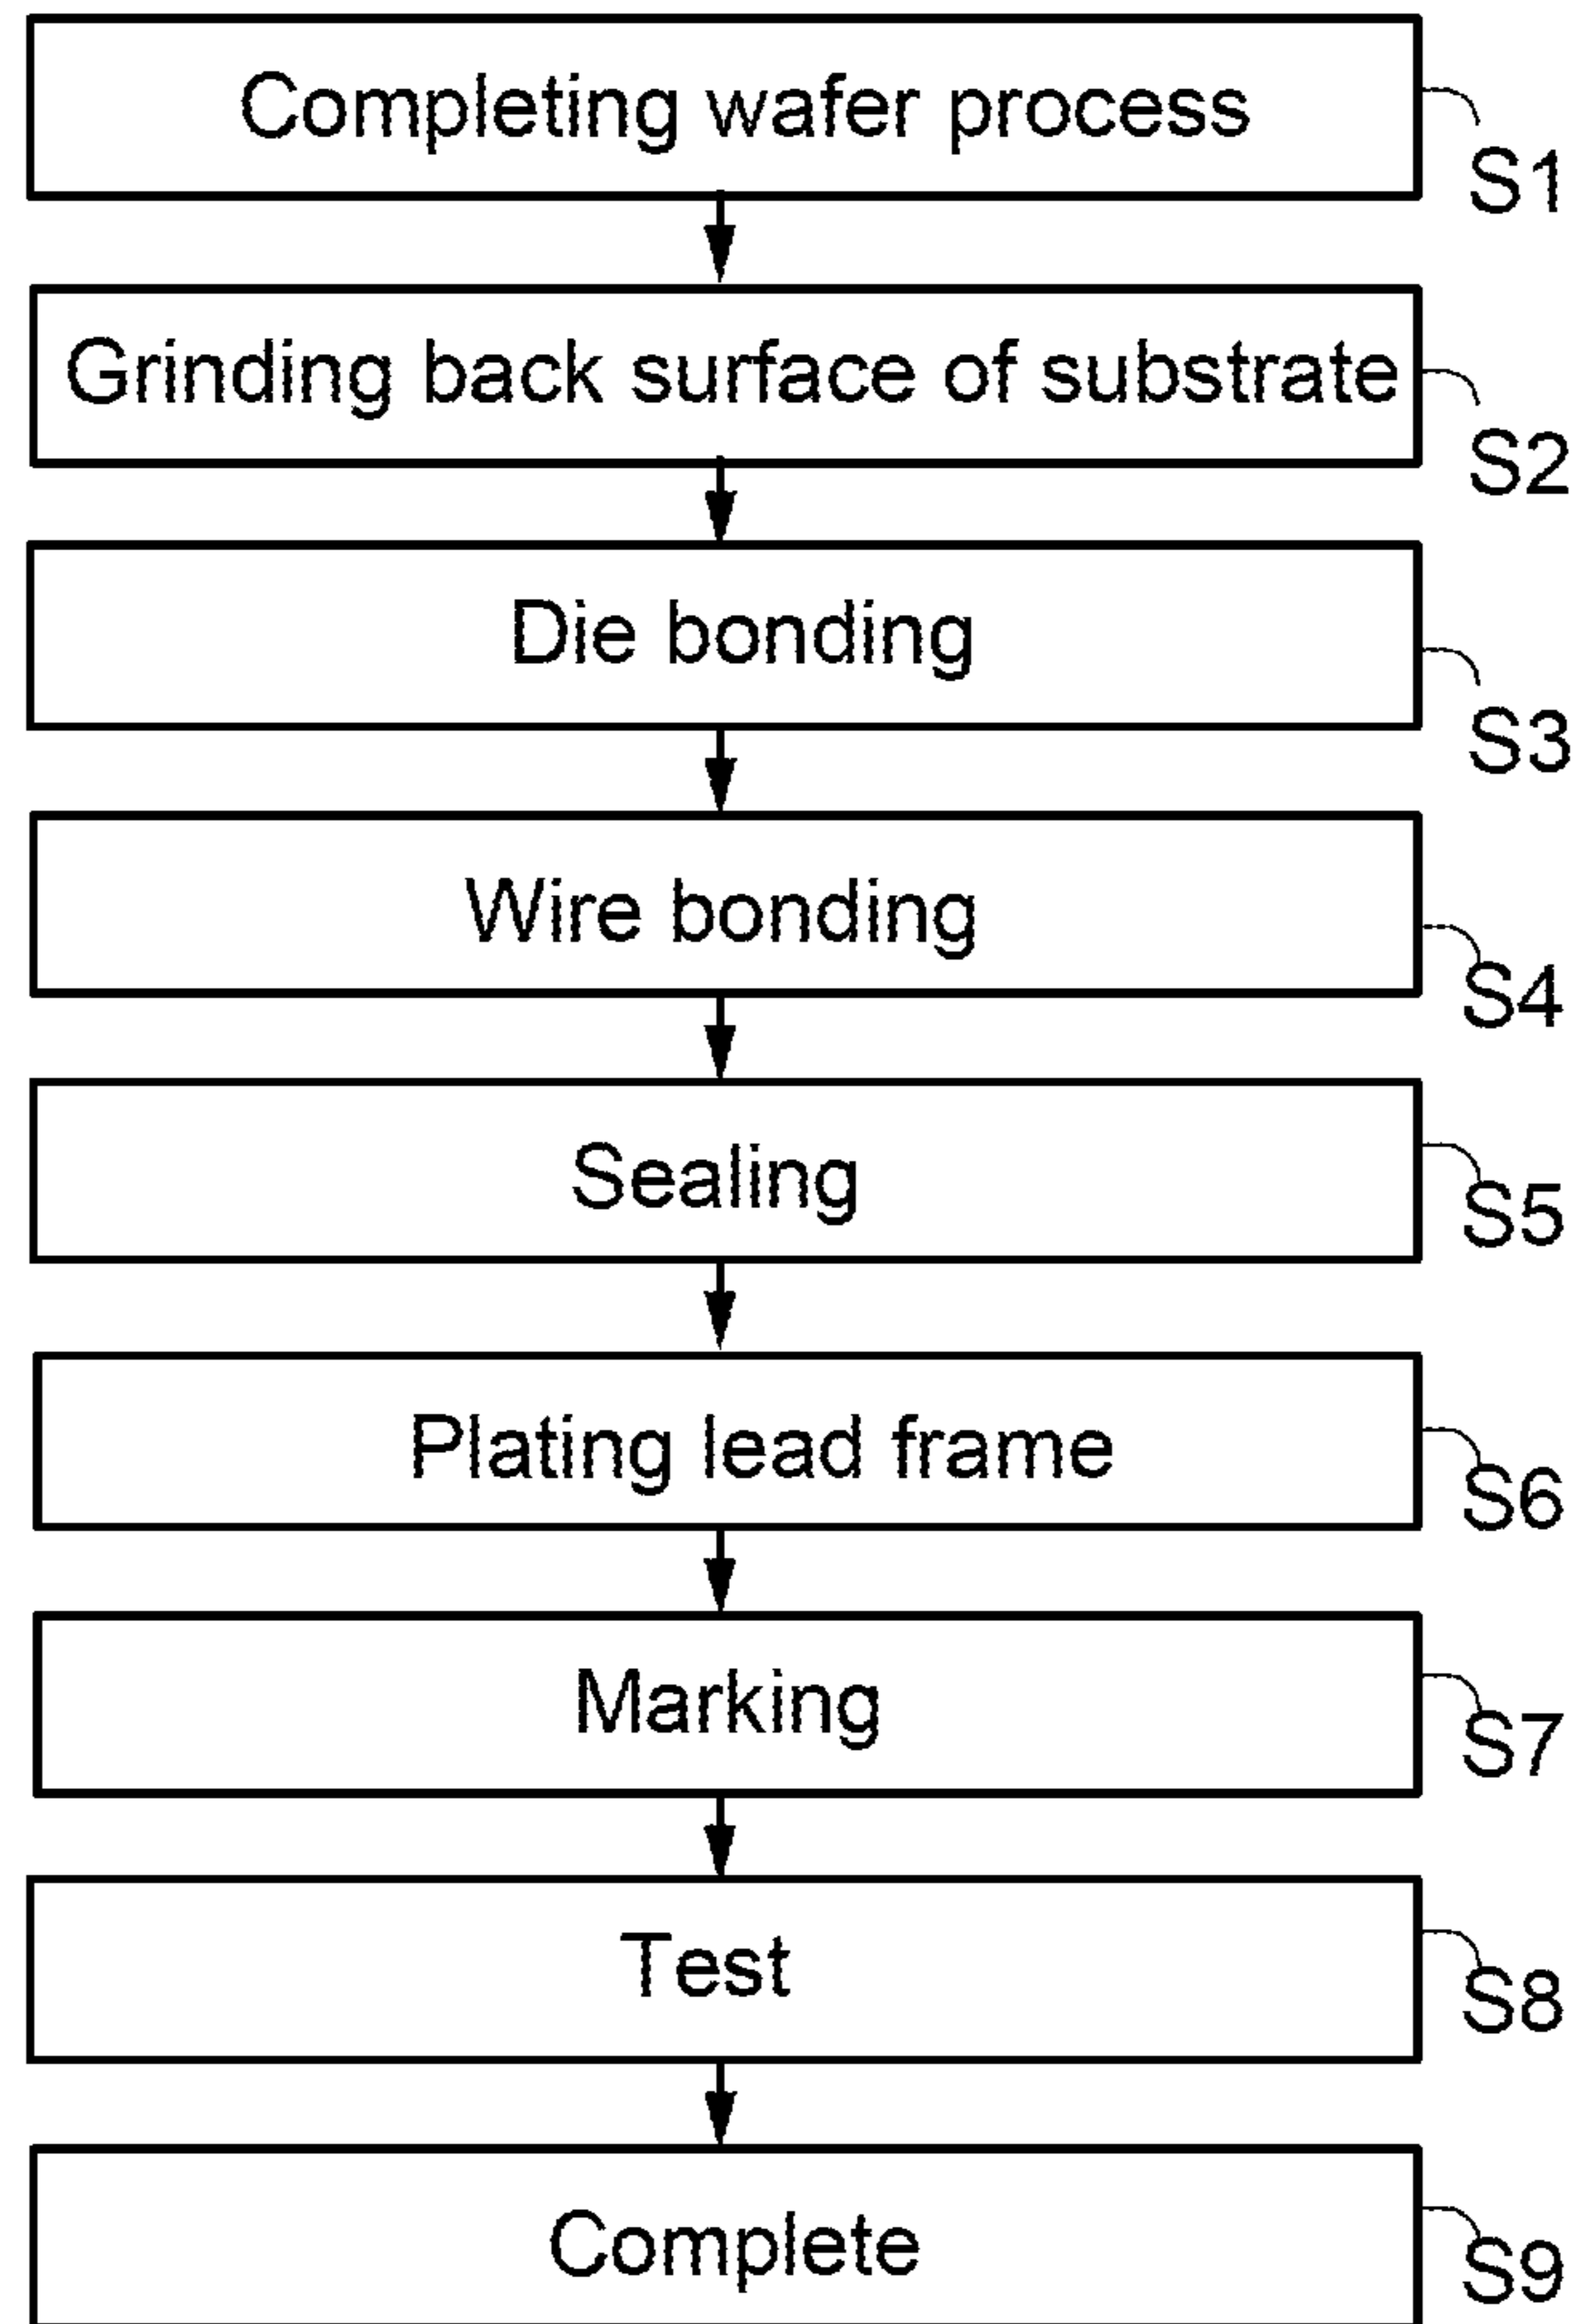 Completing wafer process
S1
Grinding back surface of substrate
S2
Die bonding
S3
Wire bonding
S4
Sealing
S5
Plating lead frame
S6
Marking
S7
Test
S8
Complete
S9